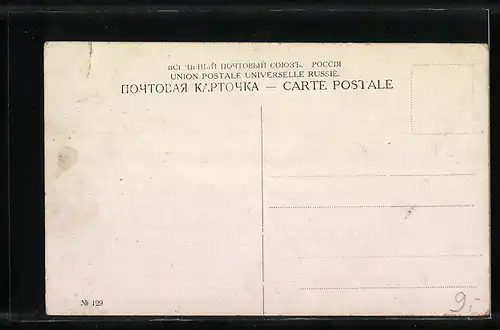 ВСЕМІРНЫЙ ПОЧТОВЫЙ СОЮЗЪ. РОССІЯ
UNION POSTALE UNIVERSELLE RUSSIE.
ПОЧТОВАЯ КАРТОЧКА — CARTE POSTALE
№ 129
9.-